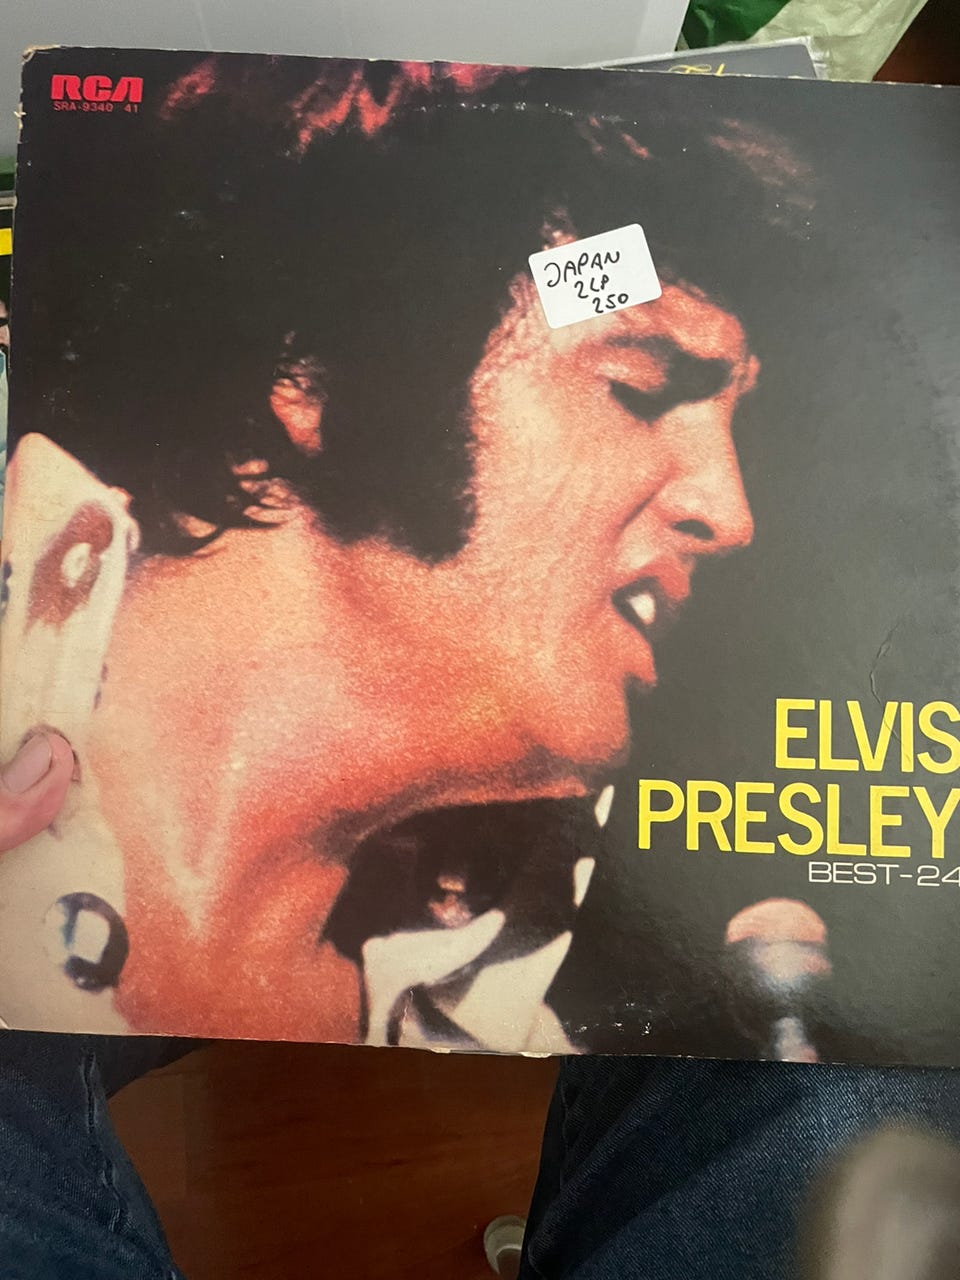 RCA
SRA-9340 41
JAPAN
2LP
250
ELVIS
PRESLEY
BEST-24